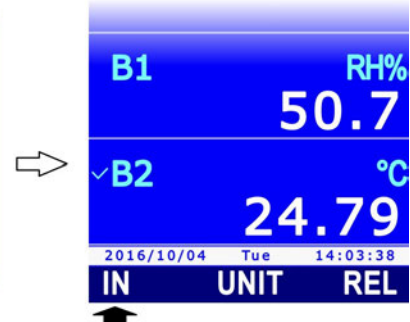 B1 RH%
50.7
✓B2 °C
24.79
2016/10/04 Tue 14:03:38
IN UNIT REL